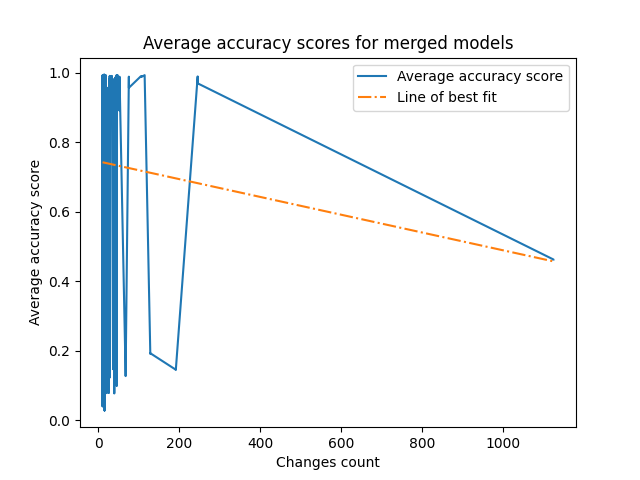 Average accuracy scores for merged models
Average accuracy score
Line of best fit
Average accuracy score
1.0
0.8
0.6
0.4
0.2
0.0
0 200 400 600 800 1000
Changes count